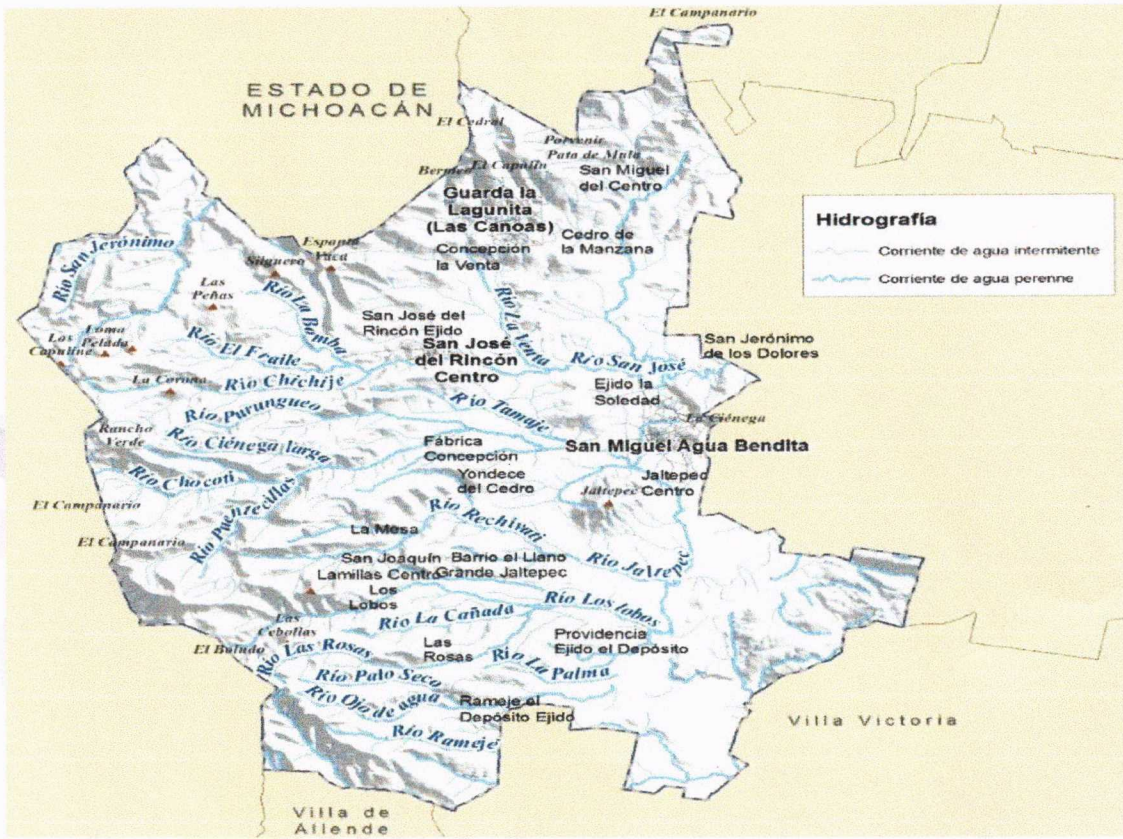 El Campanario
ESTADO DE
MICHOACÁN
El Cedral
Porvenir
Pata de Mula
Bermeo
El Capulín
San Miguel
del Centro
Guarda la
Lagunita
(Las Canoas)
Cedro de
la Manzana
Concepción
la Venta
Hidrografía
Corriente de agua intermitente
Corriente de agua perenne
Río San Jerónimo
Espanta
Vaca
Silguero
Las
Peñas
Río La Bomba
Río La Venta
San José del
Rincón Ejido
San José
del Rincón
Centro
Loma
Pelada
Los
Capuline
Río El Fraile
Río San José
San Jerónimo
de los Dolores
La Corona
Río Chichije
Ejido la
Soledad
Río Purungueo
Río Tamaje
La Ciénega
Rancho
Verde
Río Ciénega larga
Fábrica
Concepción
San Miguel Agua Bendita
Río Chocoti
Yondece
del Cedro
Jaltepec
Centro
Jaltepec
El Campanario
Río Puentecillas
La Mesa
Río Rechivati
El Campanario
San Joaquín
Lamillas Centro
Barrio el Llano
Grande Jaltepec
Río Jaltepec
Los
Lobos
Río La Cañada
Río Los lobos
Las
Cebollas
El Boludo
Río Las Rosas
Las
Rosas
Providencia
Ejido el Depósito
Río La Palma
Río Palo Seco
Río Ojo de agua
Rameje el
Depósito Ejido
Río Ramejé
Villa Victoria
Villa de
Allende